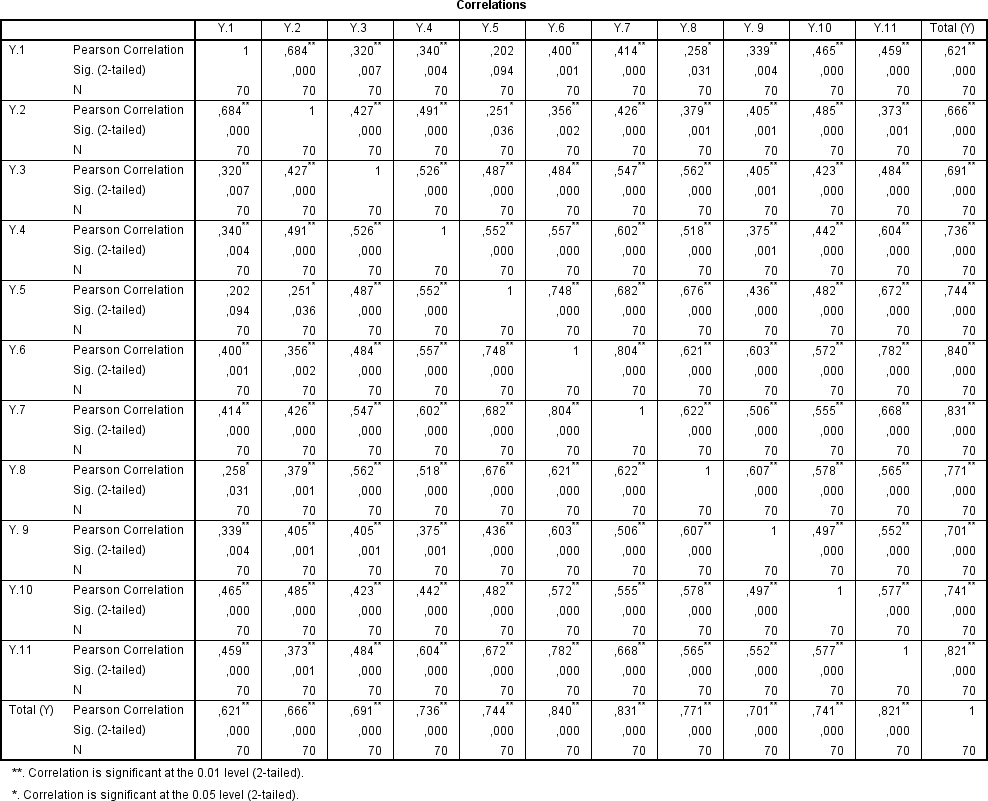 Correlations
Y.1 Y.2 Y.3 Y.4 Y.5 Y.6 Y.7 Y.8 Y. 9 Y.10 Y.11 Total (Y)
Y.1 Pearson Correlation 1 ,684** ,320** ,340** ,202 ,400** ,414** ,258* ,339** ,465** ,459** ,621**
Sig. (2-tailed) ,000 ,007 ,004 ,094 ,001 ,000 ,031 ,004 ,000 ,000 ,000
N 70 70 70 70 70 70 70 70 70 70 70 70
Y.2 Pearson Correlation ,684** 1 ,427** ,491** ,251* ,356** ,426** ,379** ,405** ,485** ,373** ,666**
Sig. (2-tailed) ,000 ,000 ,000 ,036 ,002 ,000 ,001 ,001 ,000 ,001 ,000
N 70 70 70 70 70 70 70 70 70 70 70 70
Y.3 Pearson Correlation ,320** ,427** 1 ,526** ,487** ,484** ,547** ,562** ,405** ,423** ,484** ,691**
Sig. (2-tailed) ,007 ,000 ,000 ,000 ,000 ,000 ,000 ,001 ,000 ,000 ,000
N 70 70 70 70 70 70 70 70 70 70 70 70
Y.4 Pearson Correlation ,340** ,491** ,526** 1 ,552** ,557** ,602** ,518** ,375** ,442** ,604** ,736**
Sig. (2-tailed) ,004 ,000 ,000 ,000 ,000 ,000 ,000 ,001 ,000 ,000 ,000
N 70 70 70 70 70 70 70 70 70 70 70 70
Y.5 Pearson Correlation ,202 ,251* ,487** ,552** 1 ,748** ,682** ,676** ,436** ,482** ,672** ,744**
Sig. (2-tailed) ,094 ,036 ,000 ,000 ,000 ,000 ,000 ,000 ,000 ,000 ,000
N 70 70 70 70 70 70 70 70 70 70 70 70
Y.6 Pearson Correlation ,400** ,356** ,484** ,557** ,748** 1 ,804** ,621** ,603** ,572** ,782** ,840**
Sig. (2-tailed) ,001 ,002 ,000 ,000 ,000 ,000 ,000 ,000 ,000 ,000 ,000
N 70 70 70 70 70 70 70 70 70 70 70 70
Y.7 Pearson Correlation ,414** ,426** ,547** ,602** ,682** ,804** 1 ,622** ,506** ,555** ,668** ,831**
Sig. (2-tailed) ,000 ,000 ,000 ,000 ,000 ,000 ,000 ,000 ,000 ,000 ,000
N 70 70 70 70 70 70 70 70 70 70 70 70
Y.8 Pearson Correlation ,258* ,379** ,562** ,518** ,676** ,621** ,622** 1 ,607** ,578** ,565** ,771**
Sig. (2-tailed) ,031 ,001 ,000 ,000 ,000 ,000 ,000 ,000 ,000 ,000 ,000
N 70 70 70 70 70 70 70 70 70 70 70 70
Y. 9 Pearson Correlation ,339** ,405** ,405** ,375** ,436** ,603** ,506** ,607** 1 ,497** ,552** ,701**
Sig. (2-tailed) ,004 ,001 ,001 ,001 ,000 ,000 ,000 ,000 ,000 ,000 ,000
N 70 70 70 70 70 70 70 70 70 70 70 70
Y.10 Pearson Correlation ,465** ,485** ,423** ,442** ,482** ,572** ,555** ,578** ,497** 1 ,577** ,741**
Sig. (2-tailed) ,000 ,000 ,000 ,000 ,000 ,000 ,000 ,000 ,000 ,000 ,000
N 70 70 70 70 70 70 70 70 70 70 70 70
Y.11 Pearson Correlation ,459** ,373** ,484** ,604** ,672** ,782** ,668** ,565** ,552** ,577** 1 ,821**
Sig. (2-tailed) ,000 ,001 ,000 ,000 ,000 ,000 ,000 ,000 ,000 ,000 ,000
N 70 70 70 70 70 70 70 70 70 70 70 70
Total (Y) Pearson Correlation ,621** ,666** ,691** ,736** ,744** ,840** ,831** ,771** ,701** ,741** ,821** 1
Sig. (2-tailed) ,000 ,000 ,000 ,000 ,000 ,000 ,000 ,000 ,000 ,000 ,000
N 70 70 70 70 70 70 70 70 70 70 70 70
**. Correlation is significant at the 0.01 level (2-tailed).
*. Correlation is significant at the 0.05 level (2-tailed).